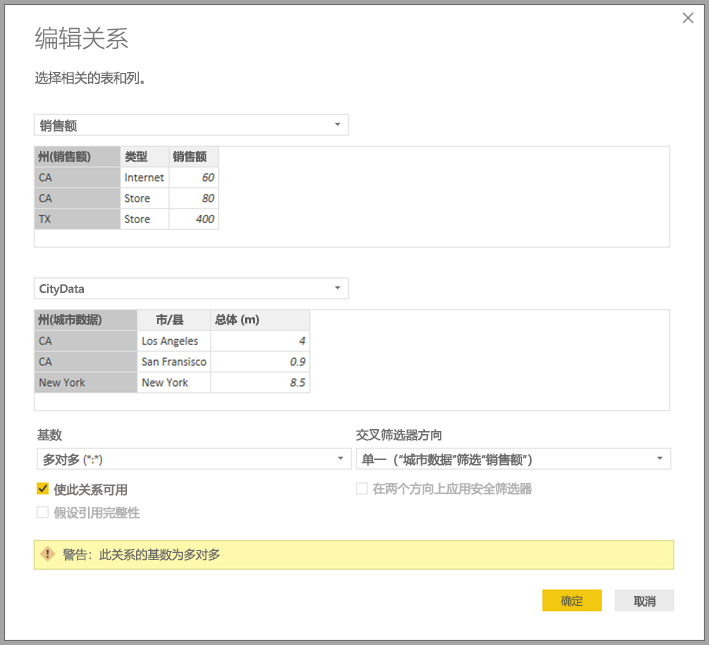 编辑关系
选择相关的表和列。
销售额
州(销售额) 类型 销售额
CA Internet 60
CA Store 80
TX Store 400
CityData
州(城市数据) 市/县 总体 (m)
CA Los Angeles 4
CA San Fransisco 0.9
New York New York 8.5
基数 交叉筛选器方向
多对多 (*:*) 单一（“城市数据”筛选“销售额”）
使此关系可用 在两个方向上应用安全筛选器
假设引用完整性
警告：此关系的基数为多对多
确定 取消